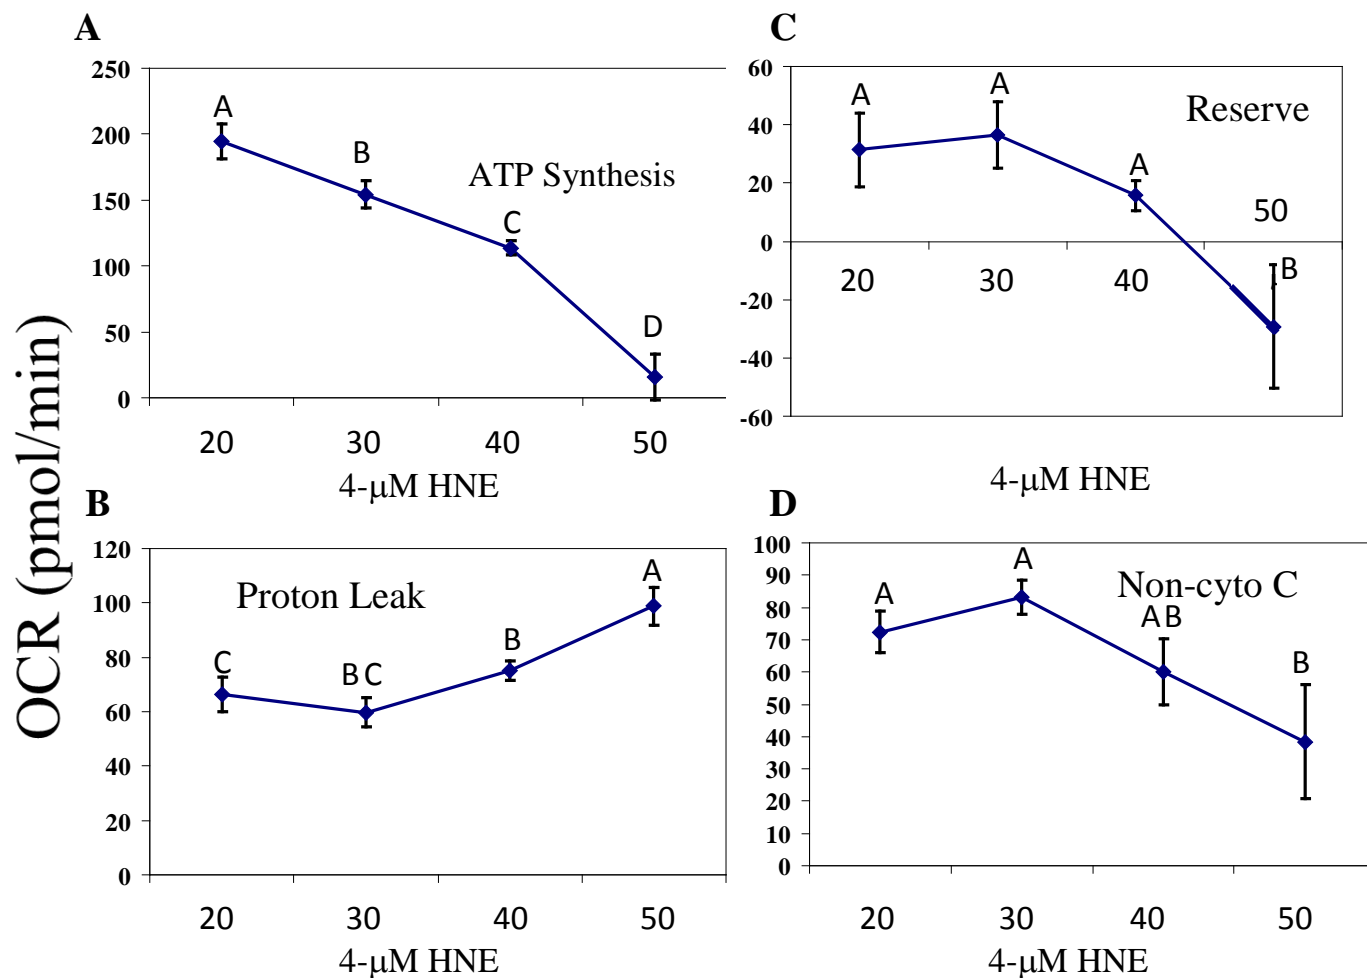 OCR (pmol/min)
A
250
200
150
100
50
0
A
B
C
D
ATP Synthesis
20 30 40 50
4-μM HNE
B
120
100
80
60
40
20
0
C
B C
B
A
Proton Leak
20 30 40 50
4-μM HNE
C
60
40
20
0
-20
-40
-60
A
A
A
B
Reserve
50
20 30 40
4-μM HNE
D
100
90
80
70
60
50
40
30
20
10
0
A
A
AB
B
Non-cyto C
20 30 40 50
4-μM HNE